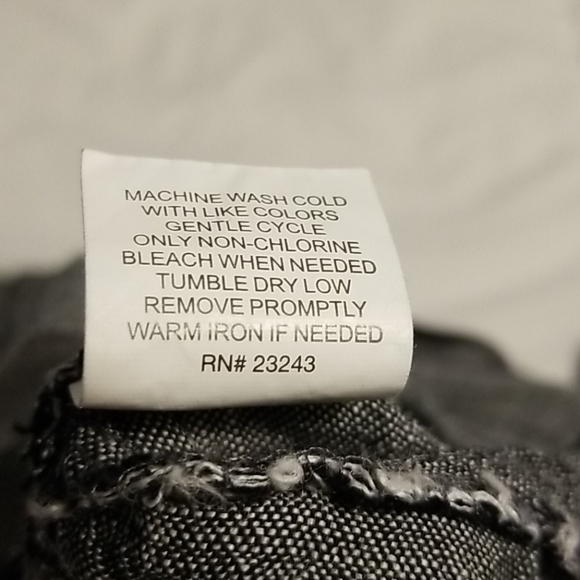 MACHINE WASH COLD
WITH LIKE COLORS
GENTLE CYCLE
ONLY NON-CHLORINE
BLEACH WHEN NEEDED
TUMBLE DRY LOW
REMOVE PROMPTLY
WARM IRON IF NEEDED
RN# 23243